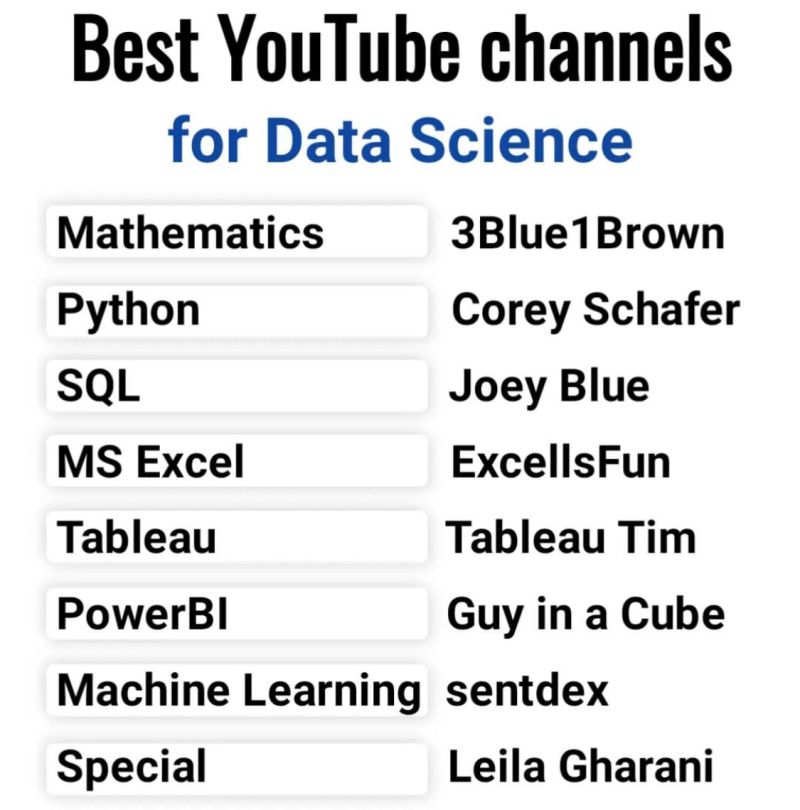 Best YouTube channels
for Data Science
Mathematics 3Blue1Brown
Python Corey Schafer
SQL Joey Blue
MS Excel ExcelIsFun
Tableau Tableau Tim
PowerBI Guy in a Cube
Machine Learning sentdex
Special Leila Gharani